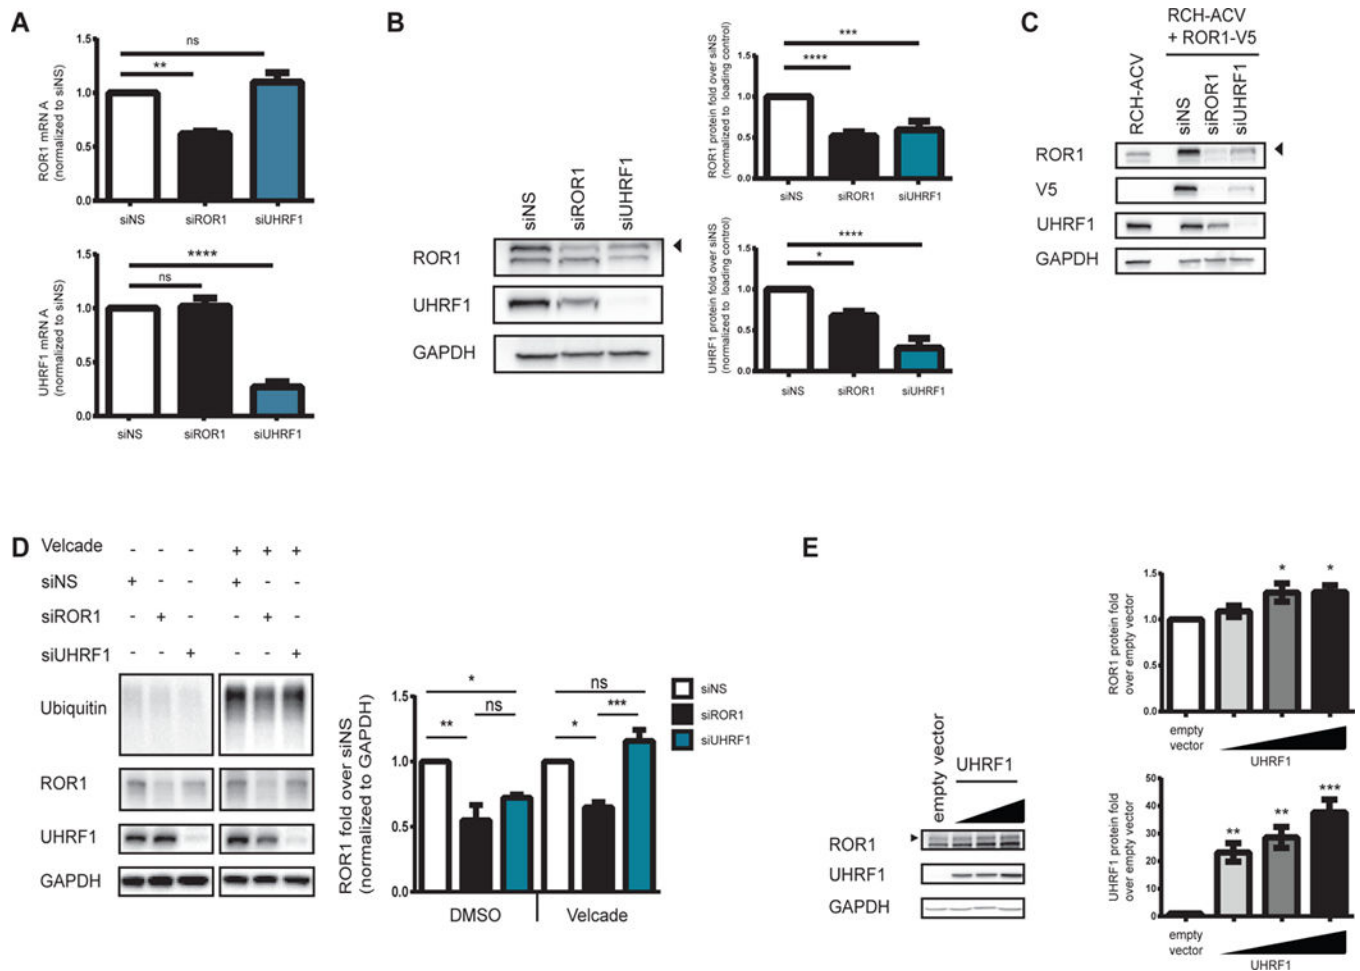 A
ROR1 mRNA
(normalized to siNS)
1.5
1.0
0.5
0.0
ns
**
siNS
siROR1
siUHRF1
UHRF1 mRNA
(normalized to siNS)
1.5
1.0
0.5
0.0
****
ns
siNS
siROR1
siUHRF1
B
siNS
siROR1
siUHRF1
ROR1
UHRF1
GAPDH
ROR1 protein fold over siNS
(normalized to loading control)
1.5
1.0
0.5
0.0
***
****
siNS
siROR1
siUHRF1
UHRF1 protein fold over siNS
(normalized to loading control)
1.5
1.0
0.5
0.0
****
*
siNS
siROR1
siUHRF1
C
RCH-ACV
+ ROR1-V5
RCH-ACV
siNS
siROR1
siUHRF1
ROR1
V5
UHRF1
GAPDH
D
Velcade - - - + + +
siNS + - - + - -
siROR1 - + - - + -
siUHRF1 - - + - - +
Ubiquitin
ROR1
UHRF1
GAPDH
ROR1 fold over siNS
(normalized to GAPDH)
1.5
1.0
0.5
0.0
*
ns
**
ns
***
*
DMSO
Velcade
siNS
siROR1
siUHRF1
E
empty vector
UHRF1
ROR1
UHRF1
GAPDH
ROR1 protein fold
over empty vector
1.5
1.0
0.5
0.0
* *
empty
vector
UHRF1
UHRF1 protein fold
over empty vector
50
40
30
20
10
0
** ** ***
empty
vector
UHRF1